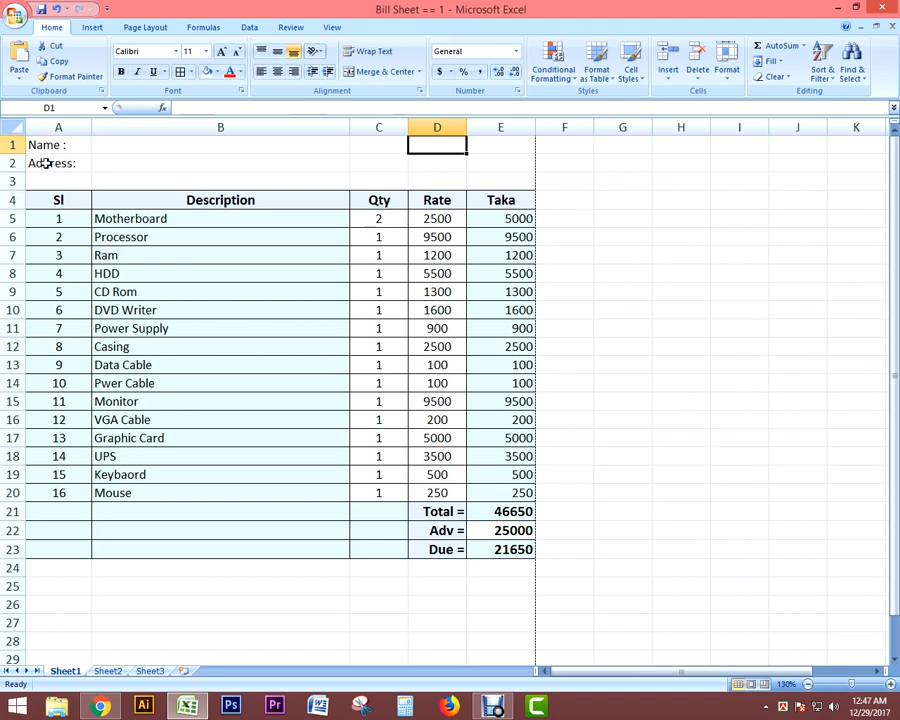 Bill Sheet == 1 - Microsoft Excel
Home Insert Page Layout Formulas Data Review View
Cut
Copy
Format Painter
Paste
Clipboard
Calibri 11
B I U
Font
Wrap Text
Merge & Center
Alignment
General
$ % ,
Number
Conditional Formatting
Format as Table
Cell Styles
Styles
Insert Delete Format
Cells
Σ AutoSum
Fill
Clear
Sort & Filter
Find & Select
Editing
D1 fx
A B C D E F G H I J K
1 Name :
2 Address:
3
4 Sl Description Qty Rate Taka
5 1 Motherboard 2 2500 5000
6 2 Processor 1 9500 9500
7 3 Ram 1 1200 1200
8 4 HDD 1 5500 5500
9 5 CD Rom 1 1300 1300
10 6 DVD Writer 1 1600 1600
11 7 Power Supply 1 900 900
12 8 Casing 1 2500 2500
13 9 Data Cable 1 100 100
14 10 Pwer Cable 1 100 100
15 11 Monitor 1 9500 9500
16 12 VGA Cable 1 200 200
17 13 Graphic Card 1 5000 5000
18 14 UPS 1 3500 3500
19 15 Keybaord 1 500 500
20 16 Mouse 1 250 250
21 Total = 46650
22 Adv = 25000
23 Due = 21650
24
25
26
27
28
29
Sheet1 Sheet2 Sheet3
Ready 130%
Ai Ps Pr
12:47 AM
12/29/2017